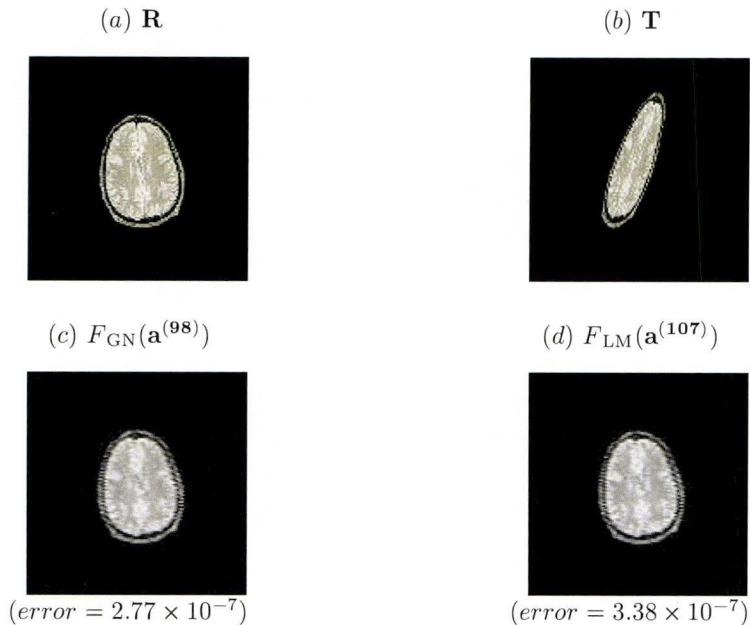 (a) R
(b) T
(c) F_GN(a^(98))
(d) F_LM(a^(107))
(error = 2.77 × 10^-7)
(error = 3.38 × 10^-7)